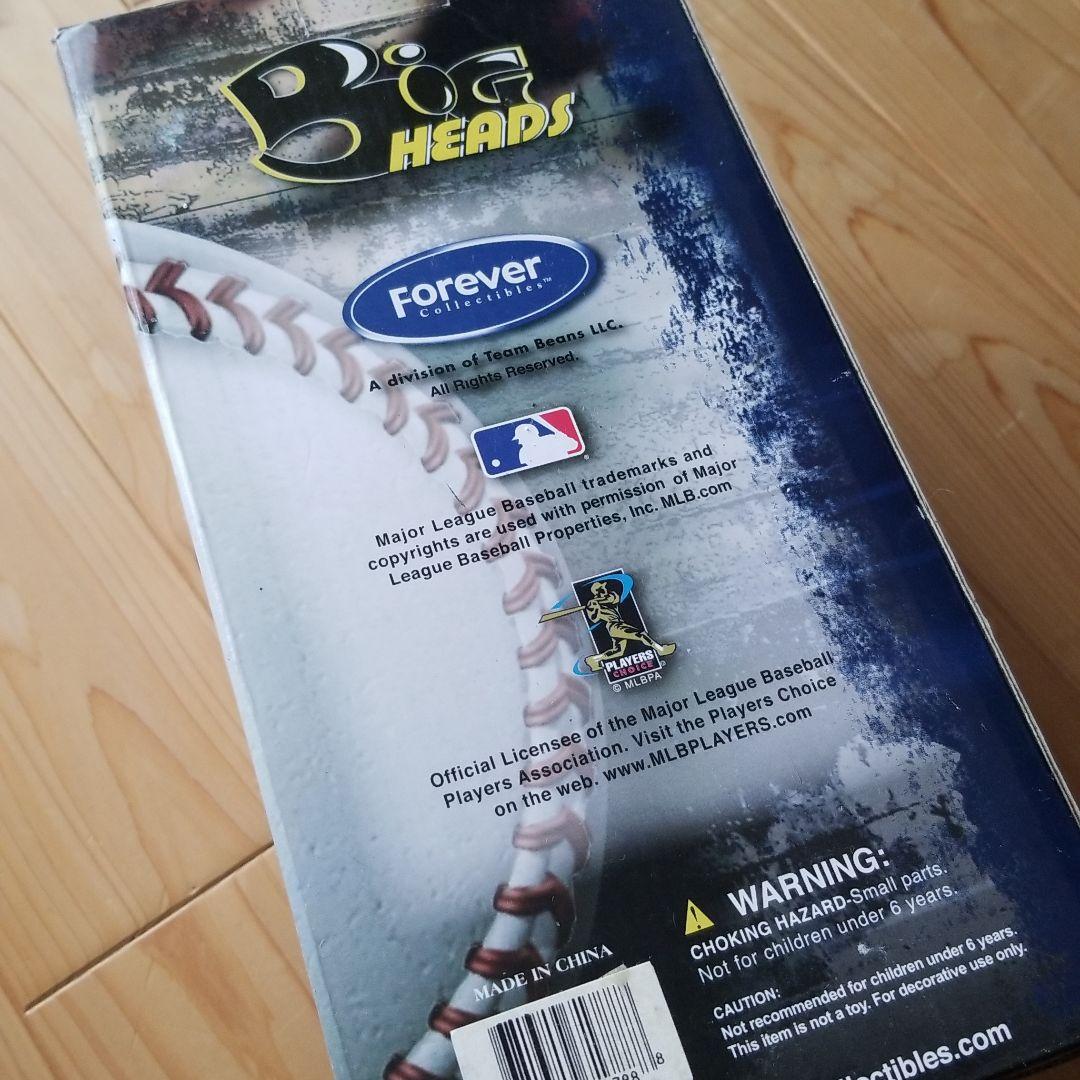 BiG
HEADS
Forever
Collectibles™
A division of Team Beans LLC.
All Rights Reserved.
Major League Baseball trademarks and
copyrights are used with permission of Major
League Baseball Properties, Inc. MLB.com
PLAYERS
CHOICE
© MLBPA
Official Licensee of the Major League Baseball
Players Association. Visit the Players Choice
on the web. www.MLBPLAYERS.com
WARNING:
CHOKING HAZARD-Small parts.
Not for children under 6 years.
MADE IN CHINA
CAUTION:
Not recommended for children under 6 years.
This item is not a toy. For decorative use only.
8